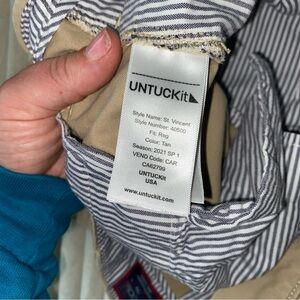 UNTUCKit
Style Name: St. Vincent
Style Number: 40500
Fit: Reg
Color: Tan
Season: 2021 SP 1
VEND Code: CAR
CA62799
UNTUCKit
USA
www.untuckit.com